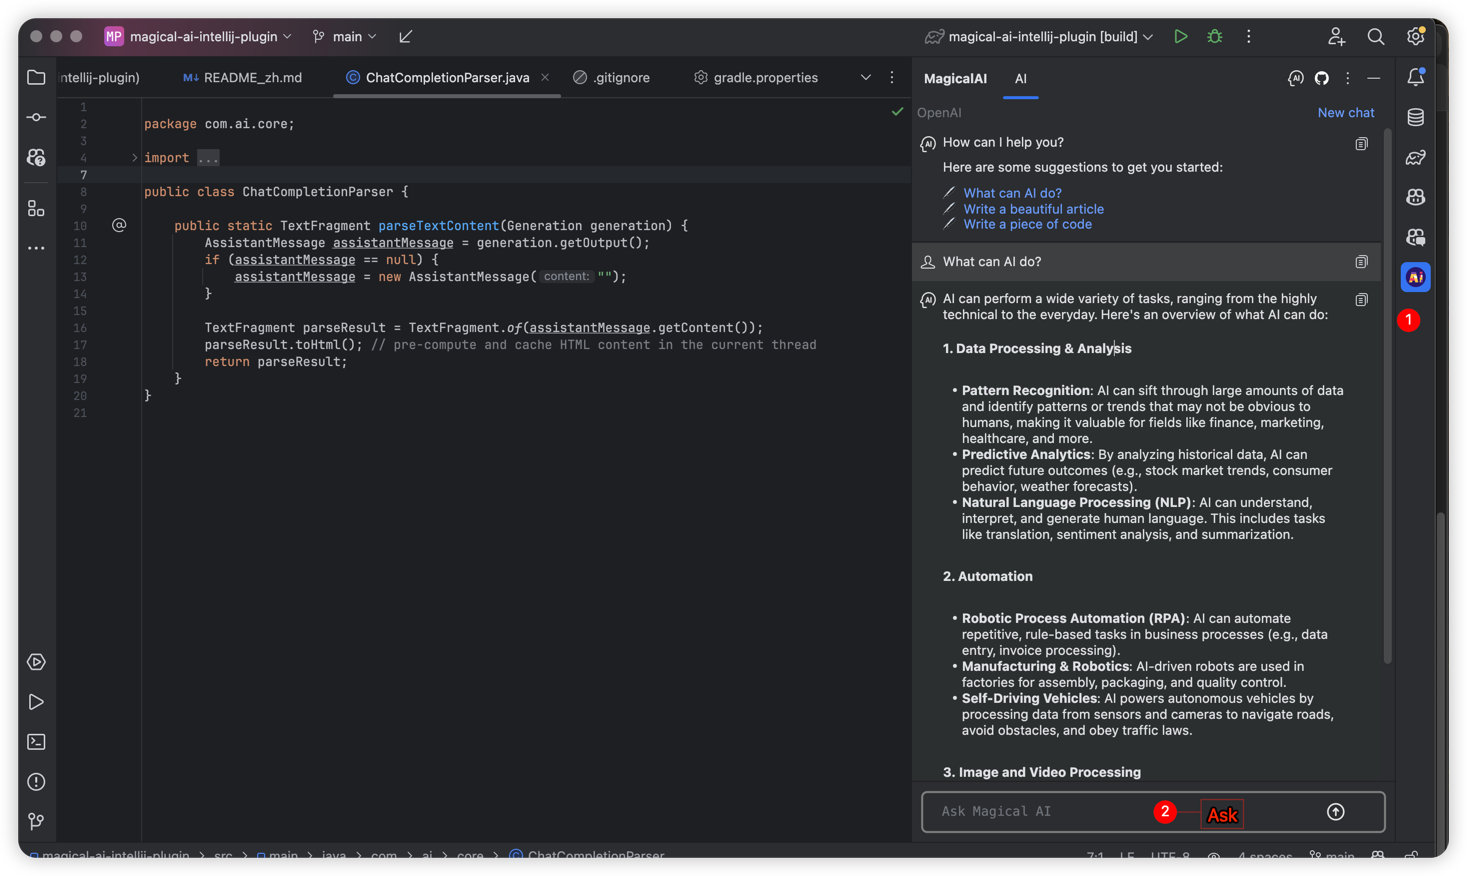 MP magical-ai-intellij-plugin main magical-ai-intellij-plugin [build]
ntellij-plugin) M↓ README_zh.md ChatCompletionParser.java .gitignore gradle.properties
1
2 package com.ai.core;
3
4 import ...
7
8 public class ChatCompletionParser {
9
10 public static TextFragment parseTextContent(Generation generation) {
11 AssistantMessage assistantMessage = generation.getOutput();
12 if (assistantMessage == null) {
13 assistantMessage = new AssistantMessage( content: "");
14 }
15
16 TextFragment parseResult = TextFragment.of(assistantMessage.getContent());
17 parseResult.toHtml(); // pre-compute and cache HTML content in the current thread
18 return parseResult;
19 }
20 }
21
MagicalAI AI
OpenAI New chat
How can I help you?
Here are some suggestions to get you started:
What can AI do?
Write a beautiful article
Write a piece of code
What can AI do?
AI can perform a wide variety of tasks, ranging from the highly
technical to the everyday. Here's an overview of what AI can do:
1. Data Processing & Analysis
• Pattern Recognition: AI can sift through large amounts of data
and identify patterns or trends that may not be obvious to
humans, making it valuable for fields like finance, marketing,
healthcare, and more.
• Predictive Analytics: By analyzing historical data, AI can
predict future outcomes (e.g., stock market trends, consumer
behavior, weather forecasts).
• Natural Language Processing (NLP): AI can understand,
interpret, and generate human language. This includes tasks
like translation, sentiment analysis, and summarization.
2. Automation
• Robotic Process Automation (RPA): AI can automate
repetitive, rule-based tasks in business processes (e.g., data
entry, invoice processing).
• Manufacturing & Robotics: AI-driven robots are used in
factories for assembly, packaging, and quality control.
• Self-Driving Vehicles: AI powers autonomous vehicles by
processing data from sensors and cameras to navigate roads,
avoid obstacles, and obey traffic laws.
3. Image and Video Processing
Ask Magical AI 2 Ask
Ai
1
magical-ai-intellij-plugin > src > main > java > com > ai > core > ChatCompletionParser 7:1 LF UTF-8 4 spaces main